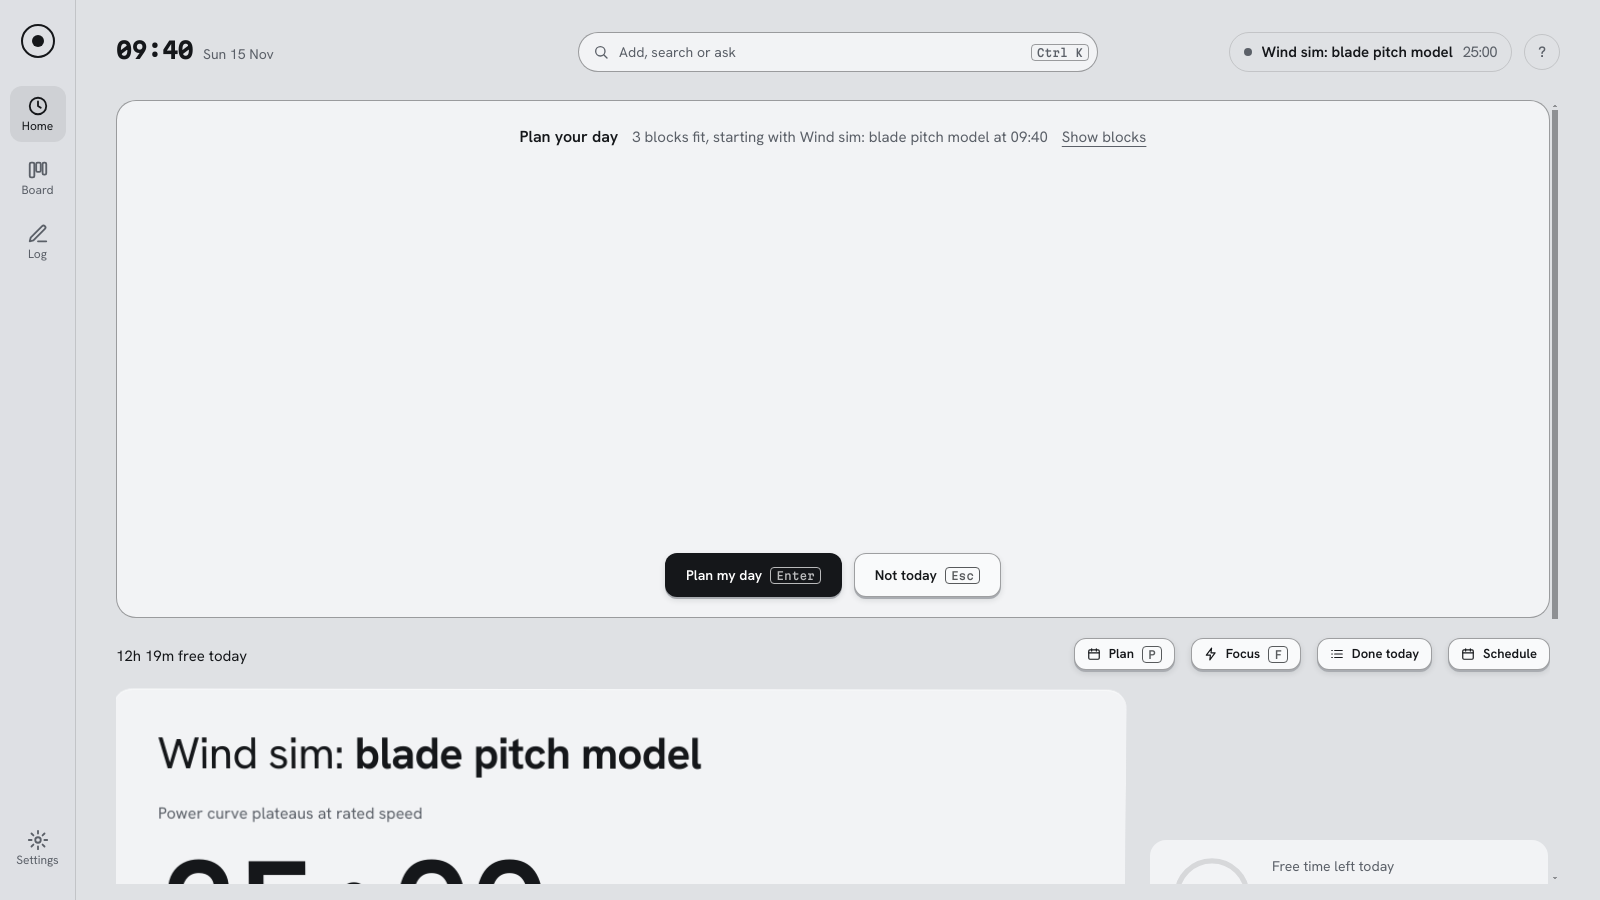 09:40 Sun 15 Nov
Add, search or ask Ctrl K
Wind sim: blade pitch model 25:00
?
Home
Board
Log
Settings
Plan your day 3 blocks fit, starting with Wind sim: blade pitch model at 09:40 Show blocks
Plan my day Enter
Not today Esc
12h 19m free today
Plan P
Focus F
Done today
Schedule
Wind sim: blade pitch model
Power curve plateaus at rated speed
Free time left today